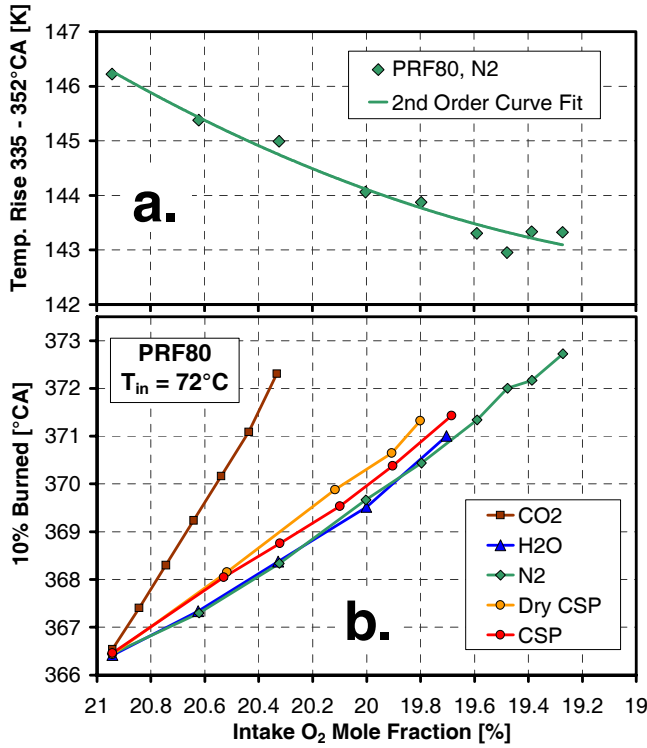 Temp. Rise 335 - 352°CA [K]
147
146
145
144
143
142
PRF80, N2
2nd Order Curve Fit
a.
10% Burned [°CA]
373
372
371
370
369
368
367
366
PRF80
Tin = 72°C
CO2
H2O
N2
Dry CSP
CSP
b.
21 20.8 20.6 20.4 20.2 20 19.8 19.6 19.4 19.2 19
Intake O2 Mole Fraction [%]